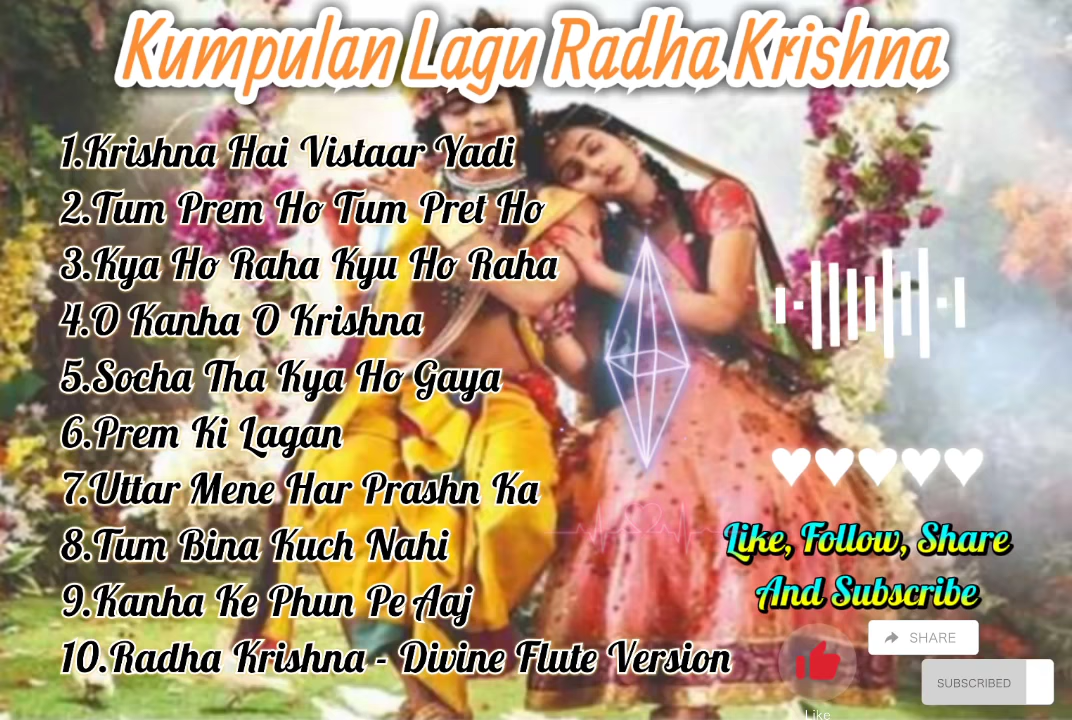 Kumpulan Lagu Radha Krishna
1.Krishna Hai Vistaar Yadi
2.Tum Prem Ho Tum Pret Ho
3.Kya Ho Raha Kyu Ho Raha
4.O Kanha O Krishna
5.Socha Tha Kya Ho Gaya
6.Prem Ki Lagan
7.Uttar Mene Har Prashn Ka
8.Tum Bina Kuch Nahi
9.Kanha Ke Phun Pe Aaj
10.Radha Krishna - Divine Flute Version
Like, Follow, Share
And Subscribe
SHARE
SUBSCRIBED
Like